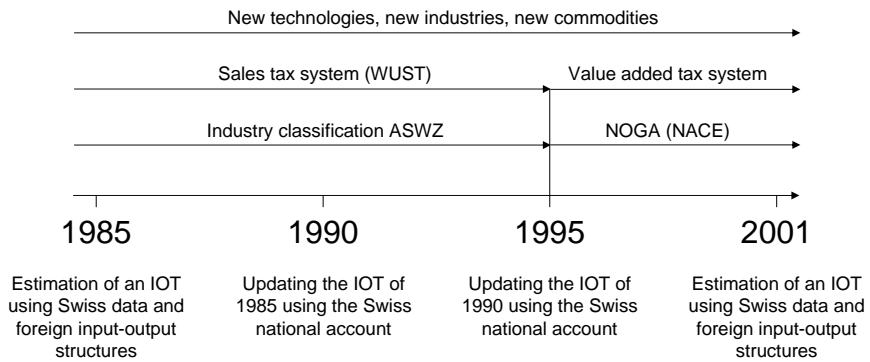 New technologies, new industries, new commodities
Sales tax system (WUST)
Value added tax system
Industry classification ASWZ
NOGA (NACE)
1985
1990
1995
2001
Estimation of an IOT
using Swiss data and
foreign input-output
structures
Updating the IOT of
1985 using the Swiss
national account
Updating the IOT of
1990 using the Swiss
national account
Estimation of an IOT
using Swiss data and
foreign input-output
structures